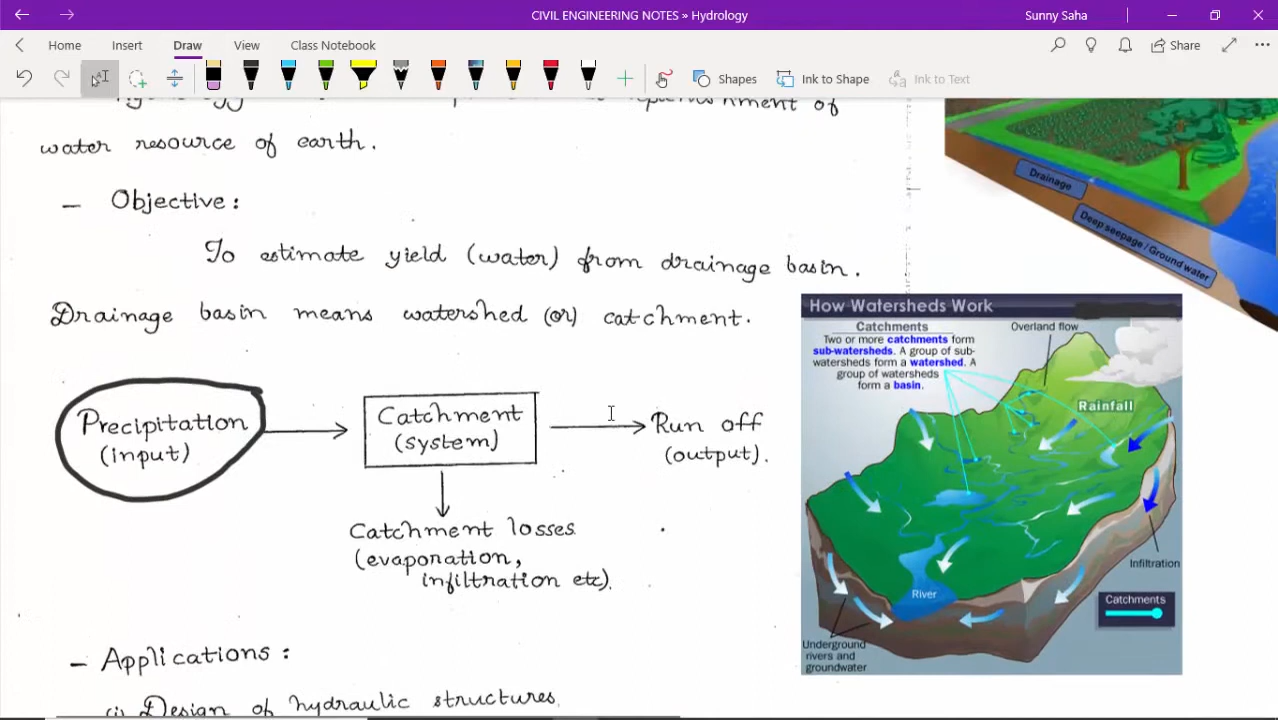 CIVIL ENGINEERING NOTES » Hydrology
Sunny Saha
Home Insert Draw View Class Notebook
Share
Shapes Ink to Shape Ink to Text
of
water resource of earth.
- Objective:
To estimate yield (water) from drainage basin.
Drainage basin means watershed (or) catchment.
Precipitation
(input)
Catchment
(system)
Run off
(output).
Catchment losses
(evaporation,
infiltration etc).
- Applications:
(i) Design of hydraulic structures
Drainage
Deep seepage / Ground water
How Watersheds Work
Catchments
Two or more catchments form
sub-watersheds. A group of sub-
watersheds form a watershed. A
group of watersheds
form a basin.
Overland flow
Rainfall
Infiltration
River
Catchments
Underground
rivers and
groundwater